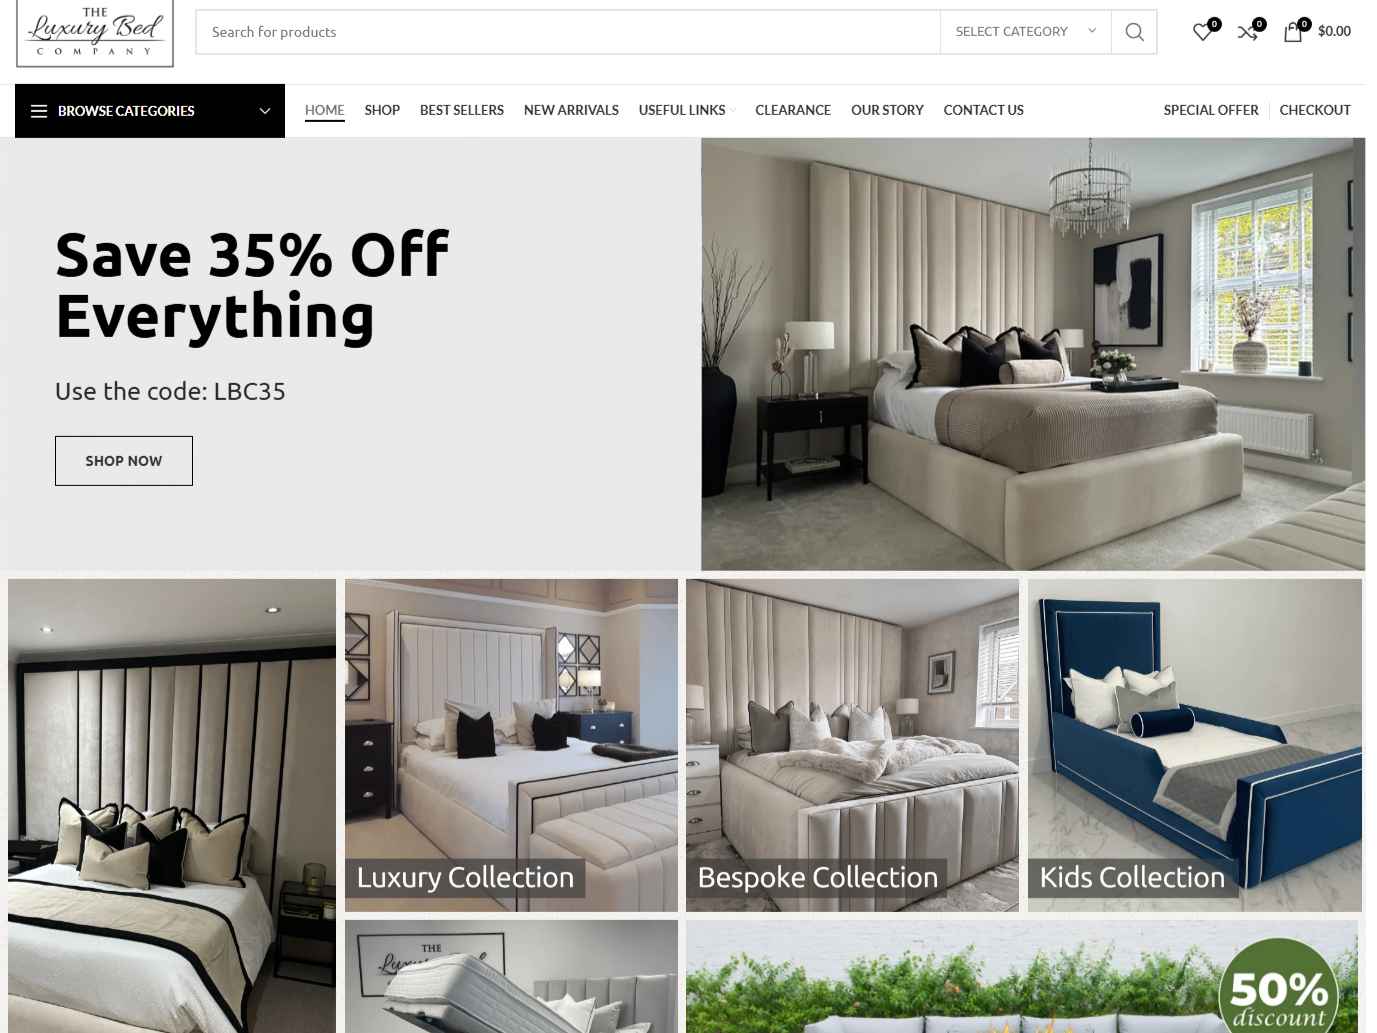 THE
Luxury Bed
COMPANY
Search for products
SELECT CATEGORY
0
0
0
$0.00
BROWSE CATEGORIES
HOME
SHOP
BEST SELLERS
NEW ARRIVALS
USEFUL LINKS
CLEARANCE
OUR STORY
CONTACT US
SPECIAL OFFER
CHECKOUT
Save 35% Off
Everything
Use the code: LBC35
SHOP NOW
Luxury Collection
Bespoke Collection
Kids Collection
THE
50%
discount